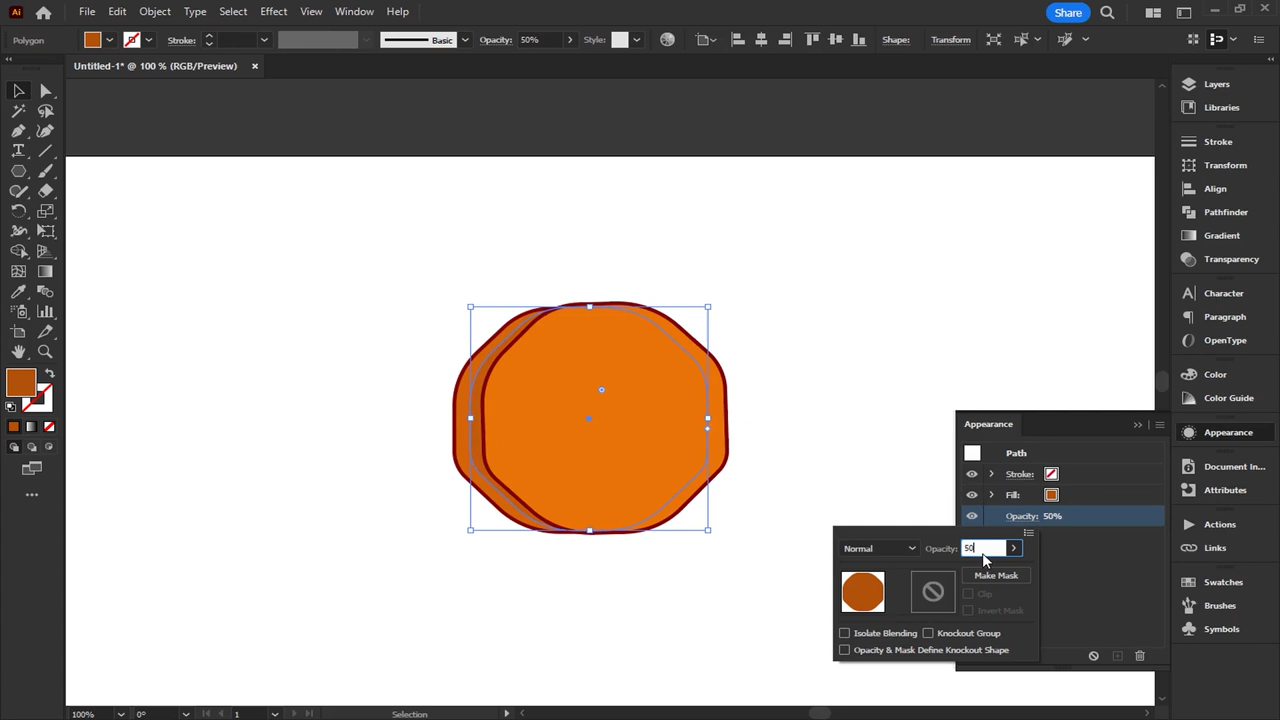 Ai File Edit Object Type Select Effect View Window Help Share
Polygon Stroke: Basic Opacity: 50% Style: Shape: Transform
Untitled-1* @ 100 % (RGB/Preview) ×
Layers
Libraries
Stroke
Transform
Align
Pathfinder
Gradient
Transparency
Character
Paragraph
OpenType
Color
Color Guide
Appearance
Document In...
Attributes
Actions
Links
Swatches
Brushes
Symbols
Appearance
Path
Stroke:
Fill:
Opacity: 50%
Normal Opacity: 50
Make Mask
Clip
Invert Mask
Isolate Blending Knockout Group
Opacity & Mask Define Knockout Shape
100% 0° 1 Selection